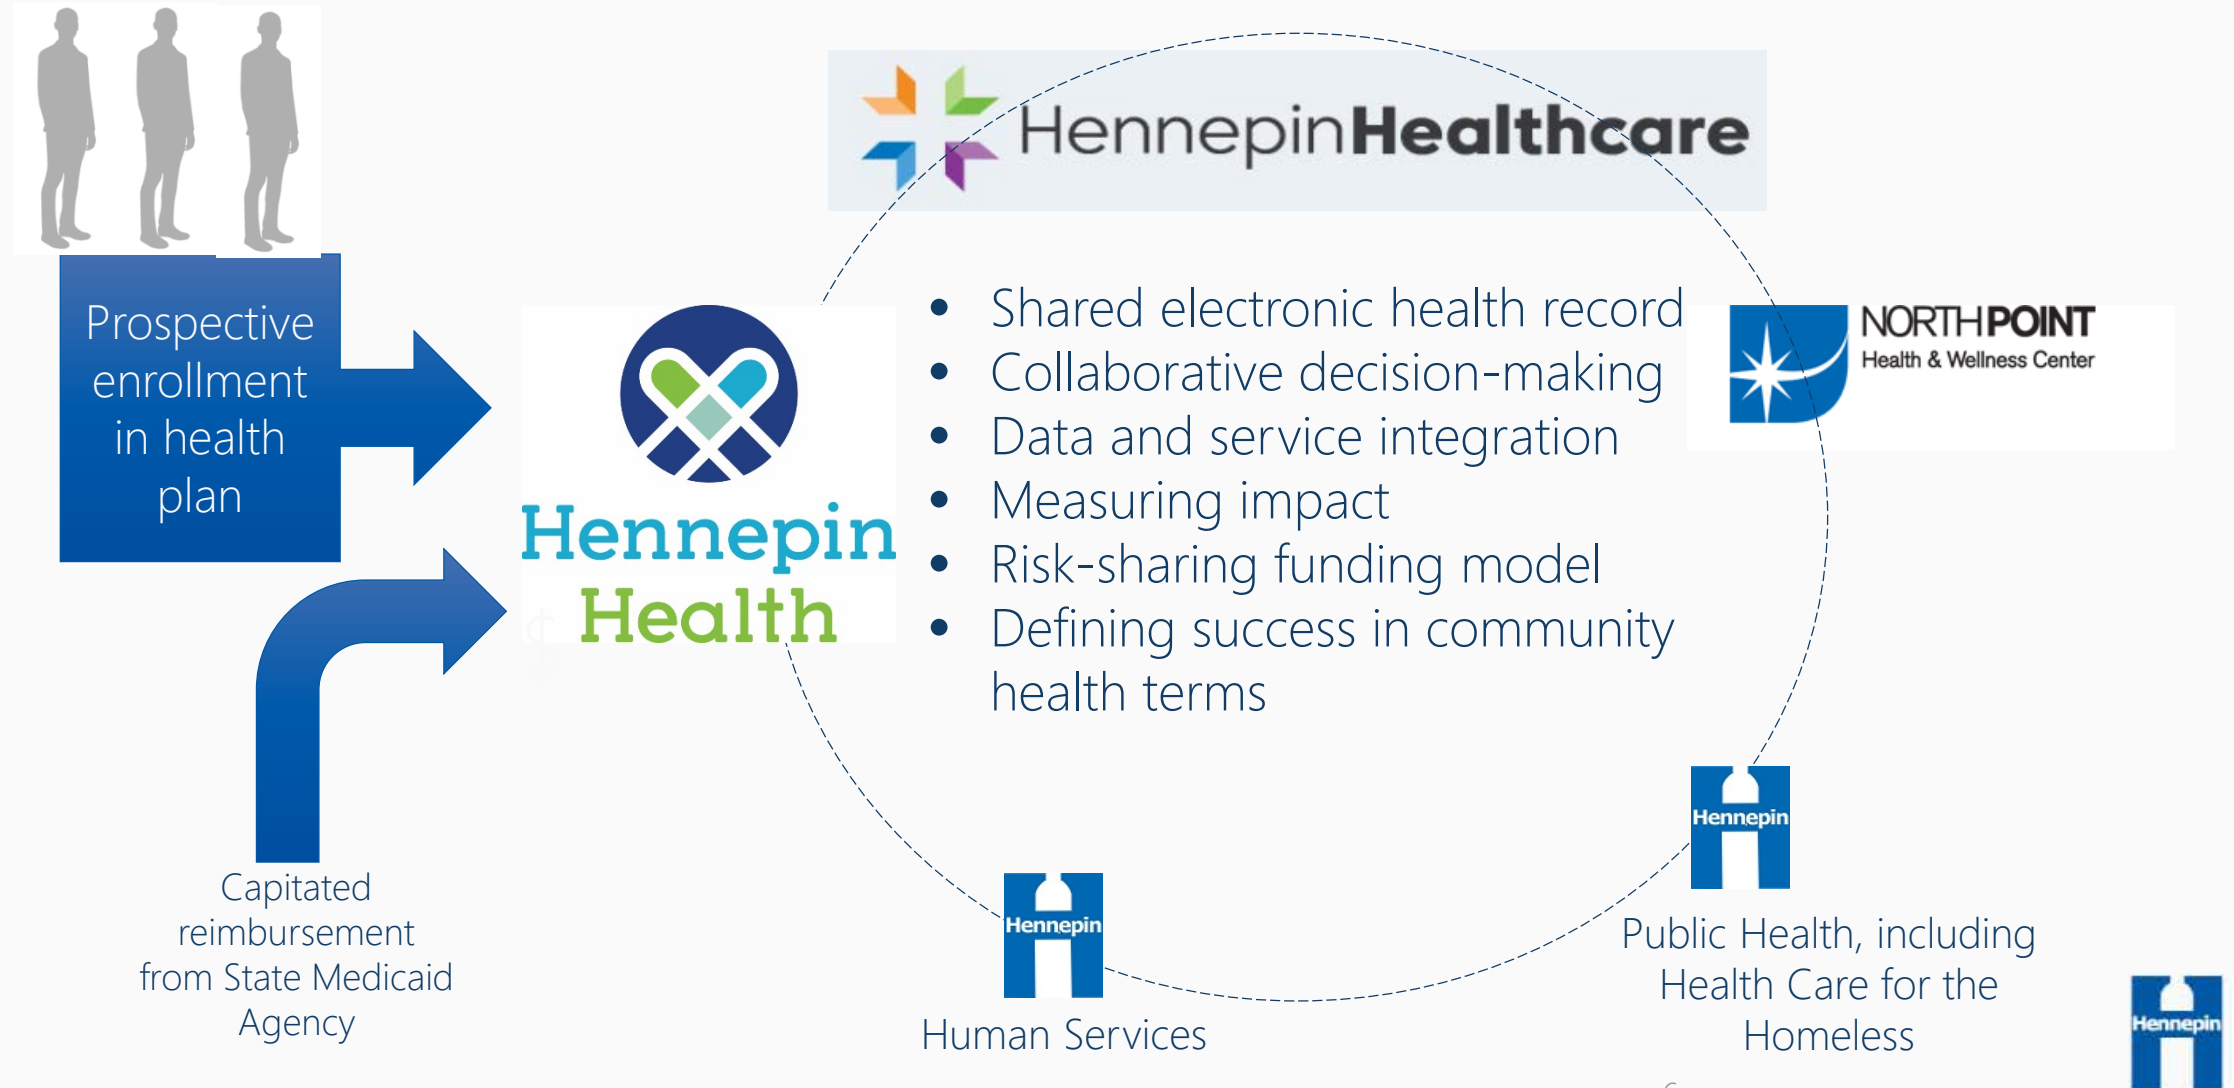 HennepinHealthcare
Prospective
enrollment
in health
plan
Hennepin
Health
• Shared electronic health record
• Collaborative decision-making
• Data and service integration
• Measuring impact
• Risk-sharing funding model
• Defining success in community
health terms
NORTHPOINT
Health & Wellness Center
$
Capitated
reimbursement
from State Medicaid
Agency
Hennepin
Human Services
Hennepin
Public Health, including
Health Care for the
Homeless
Hennepin